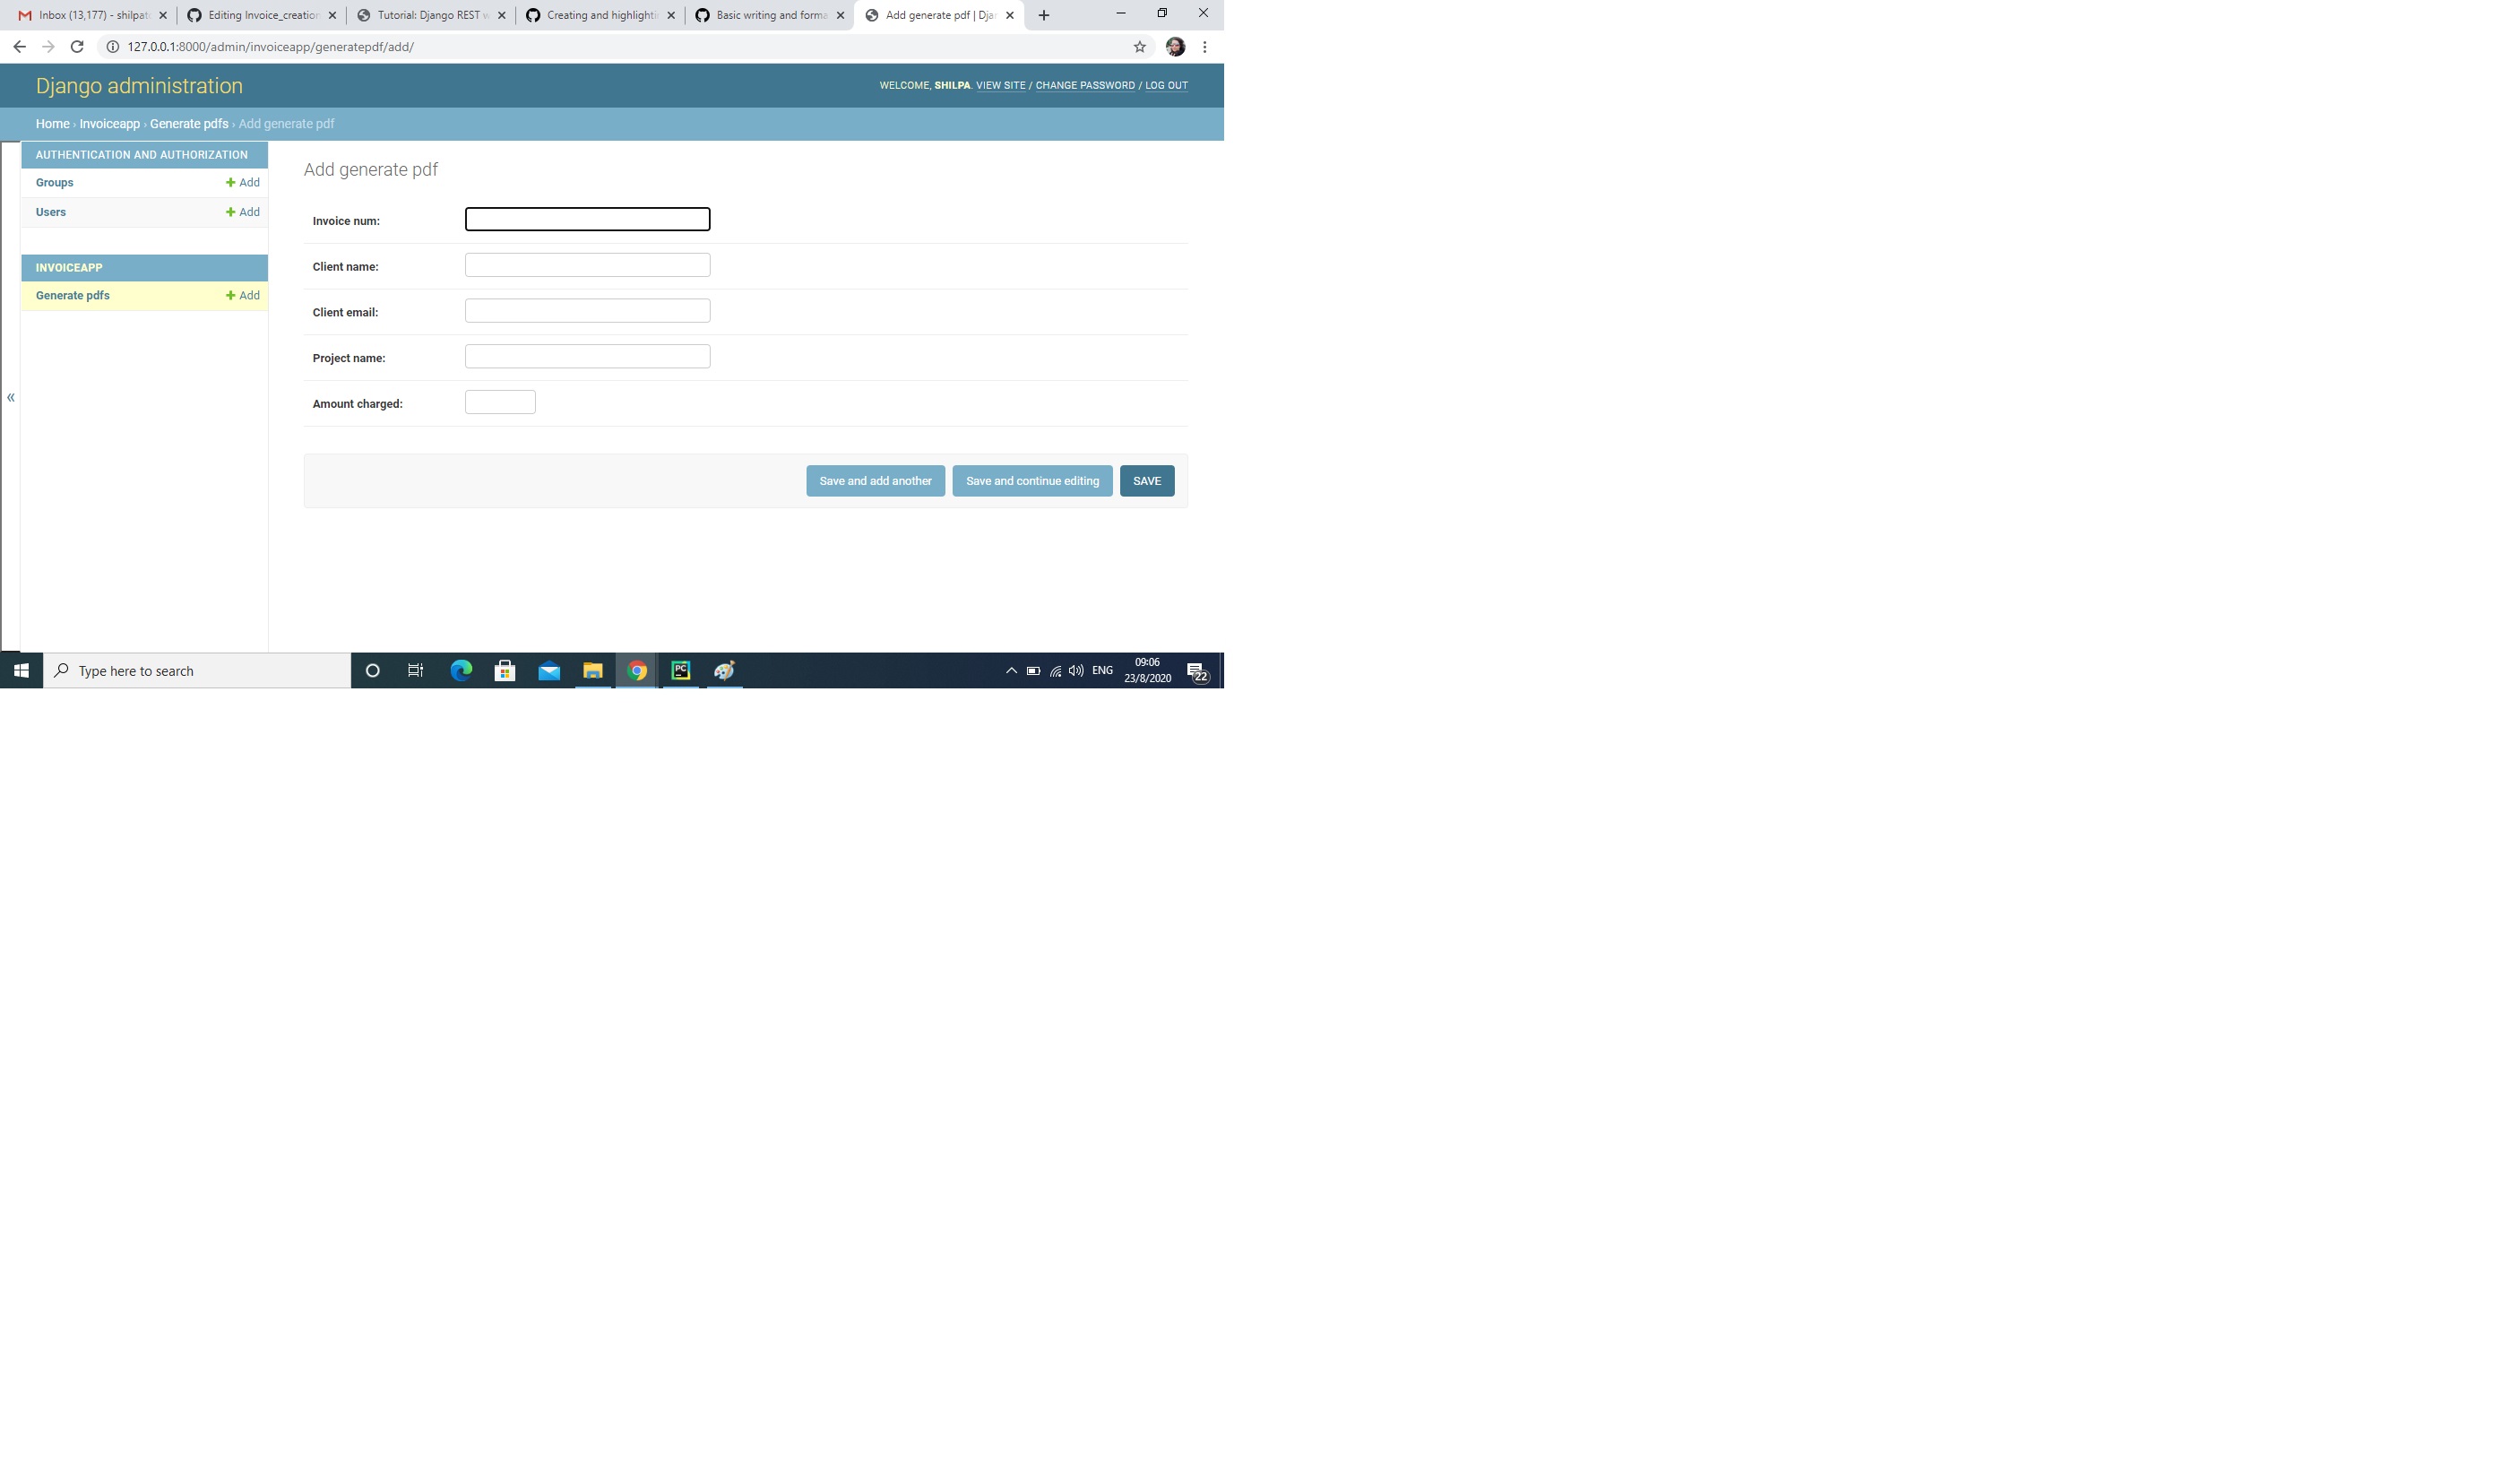 Inbox (13,177) - shilpat
Editing Invoice_creation
Tutorial: Django REST w
Creating and highlightin
Basic writing and forma
Add generate pdf | Djan
127.0.0.1:8000/admin/invoiceapp/generatepdf/add/
Django administration
WELCOME, SHILPA. VIEW SITE / CHANGE PASSWORD / LOG OUT
Home › Invoiceapp › Generate pdfs › Add generate pdf
AUTHENTICATION AND AUTHORIZATION
Groups + Add
Users + Add
INVOICEAPP
Generate pdfs + Add
«
Add generate pdf
Invoice num:
Client name:
Client email:
Project name:
Amount charged:
Save and add another
Save and continue editing
SAVE
Type here to search
PC
ENG
09:06
23/8/2020
22